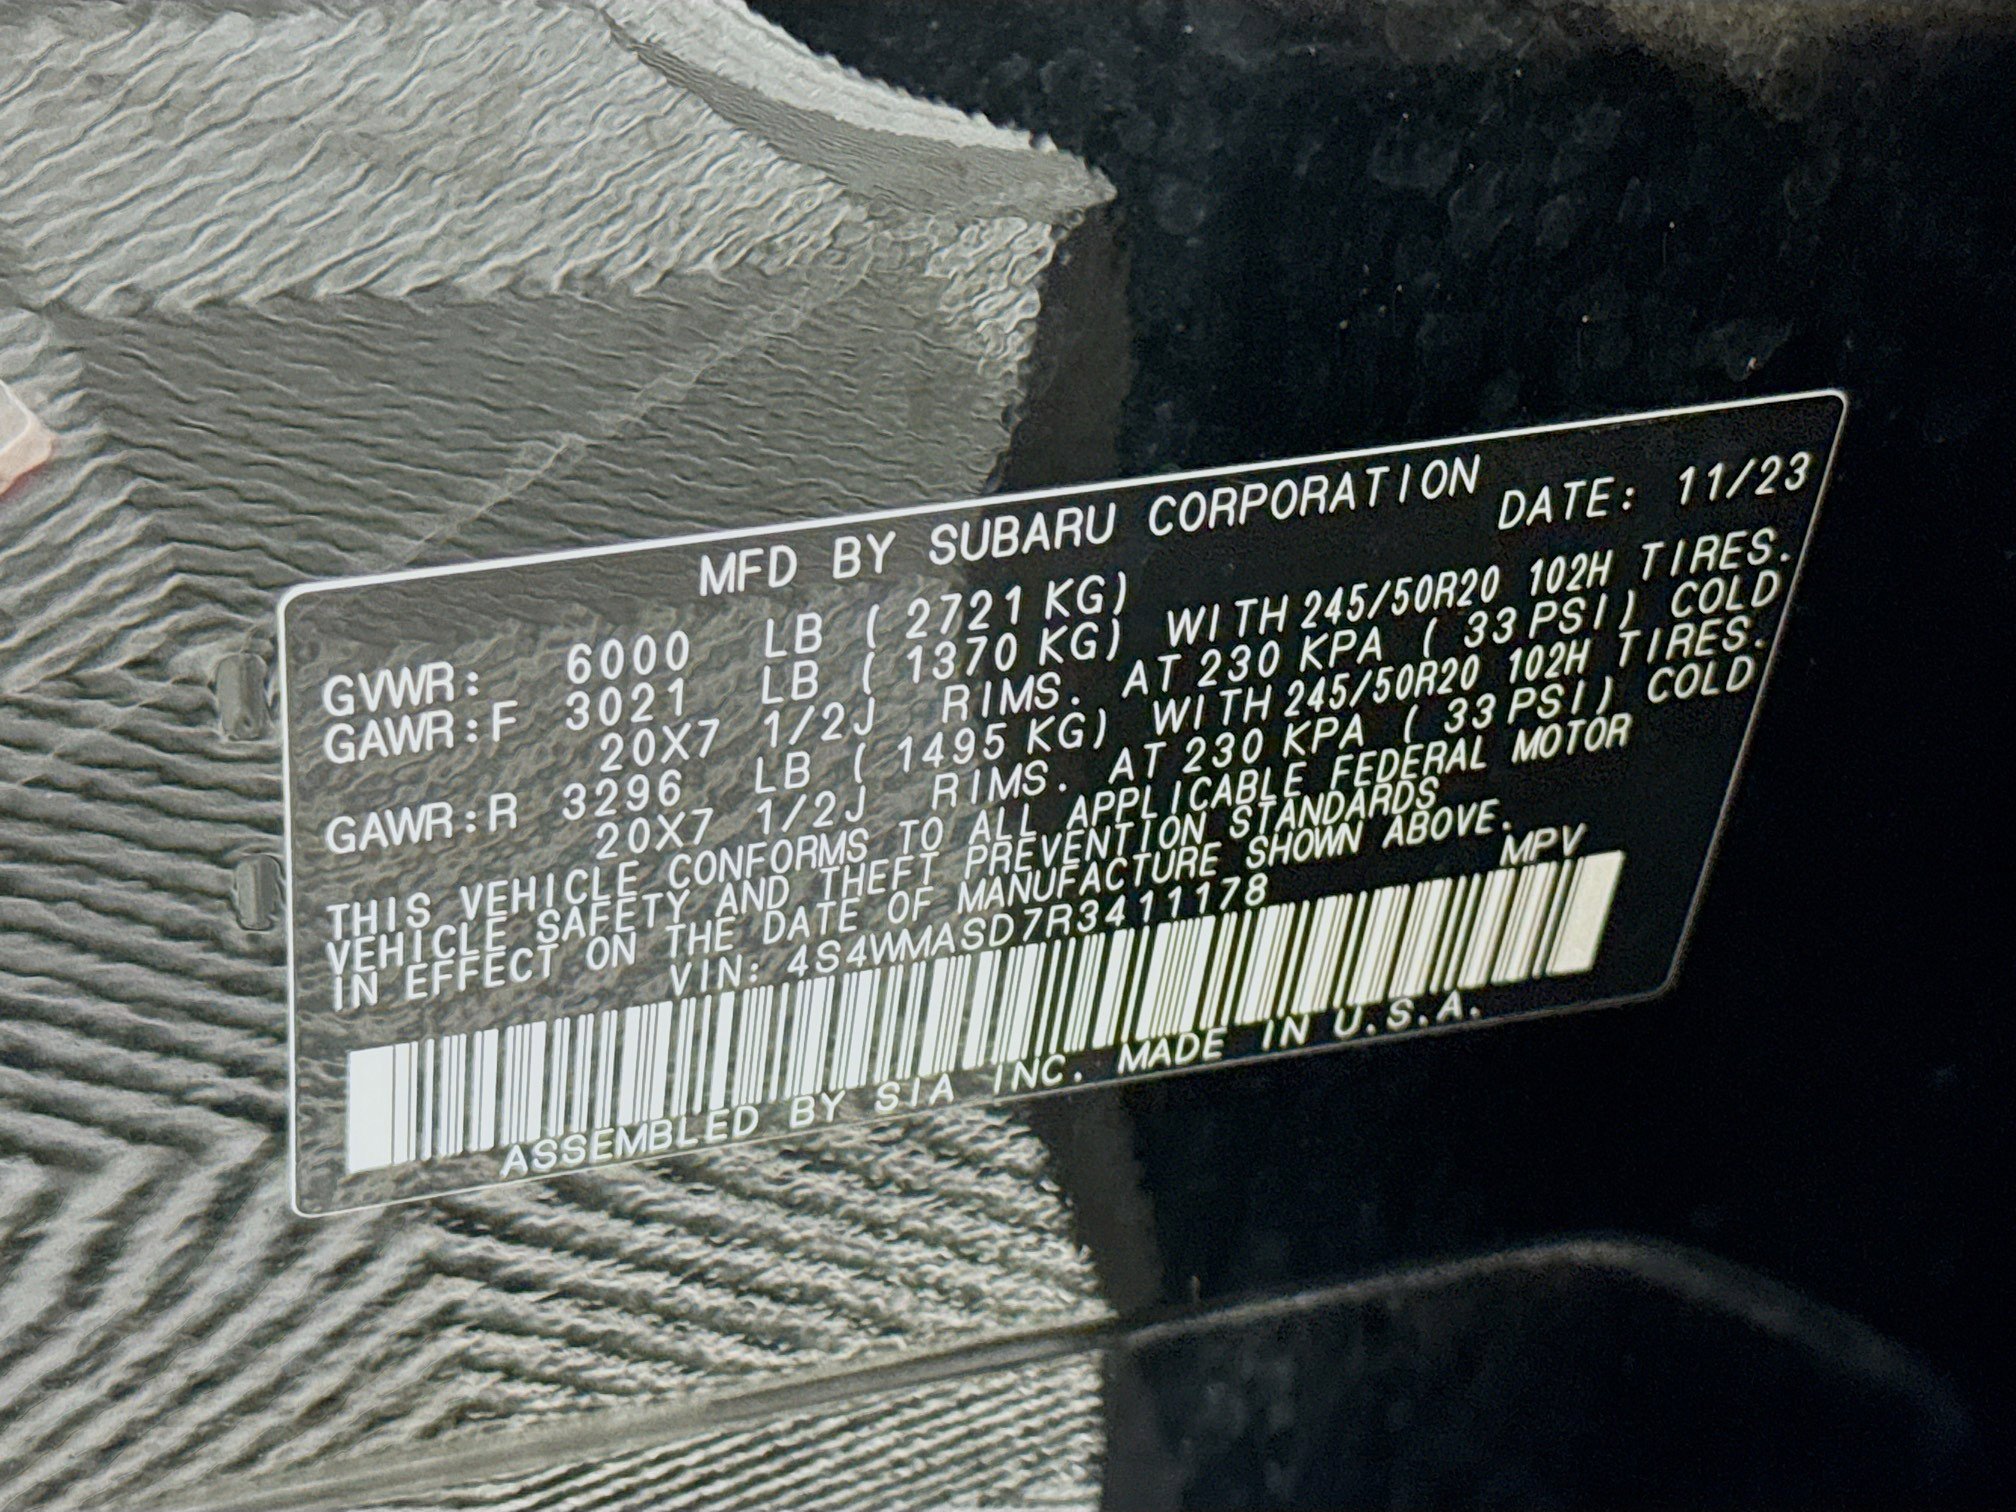 MFD BY SUBARU CORPORATION DATE: 11/23
GVWR: 6000 LB ( 2721 KG)
GAWR:F 3021 LB ( 1370 KG) WITH 245/50R20 102H TIRES.
20X7 1/2J RIMS. AT 230 KPA ( 33 PSI) COLD
GAWR:R 3296 LB ( 1495 KG) WITH 245/50R20 102H TIRES.
20X7 1/2J RIMS. AT 230 KPA ( 33 PSI) COLD
THIS VEHICLE CONFORMS TO ALL APPLICABLE FEDERAL MOTOR
VEHICLE SAFETY AND THEFT PREVENTION STANDARDS
IN EFFECT ON THE DATE OF MANUFACTURE SHOWN ABOVE.
VIN: 4S4WMASD7R3411178 MPV
ASSEMBLED BY SIA INC. MADE IN U.S.A.